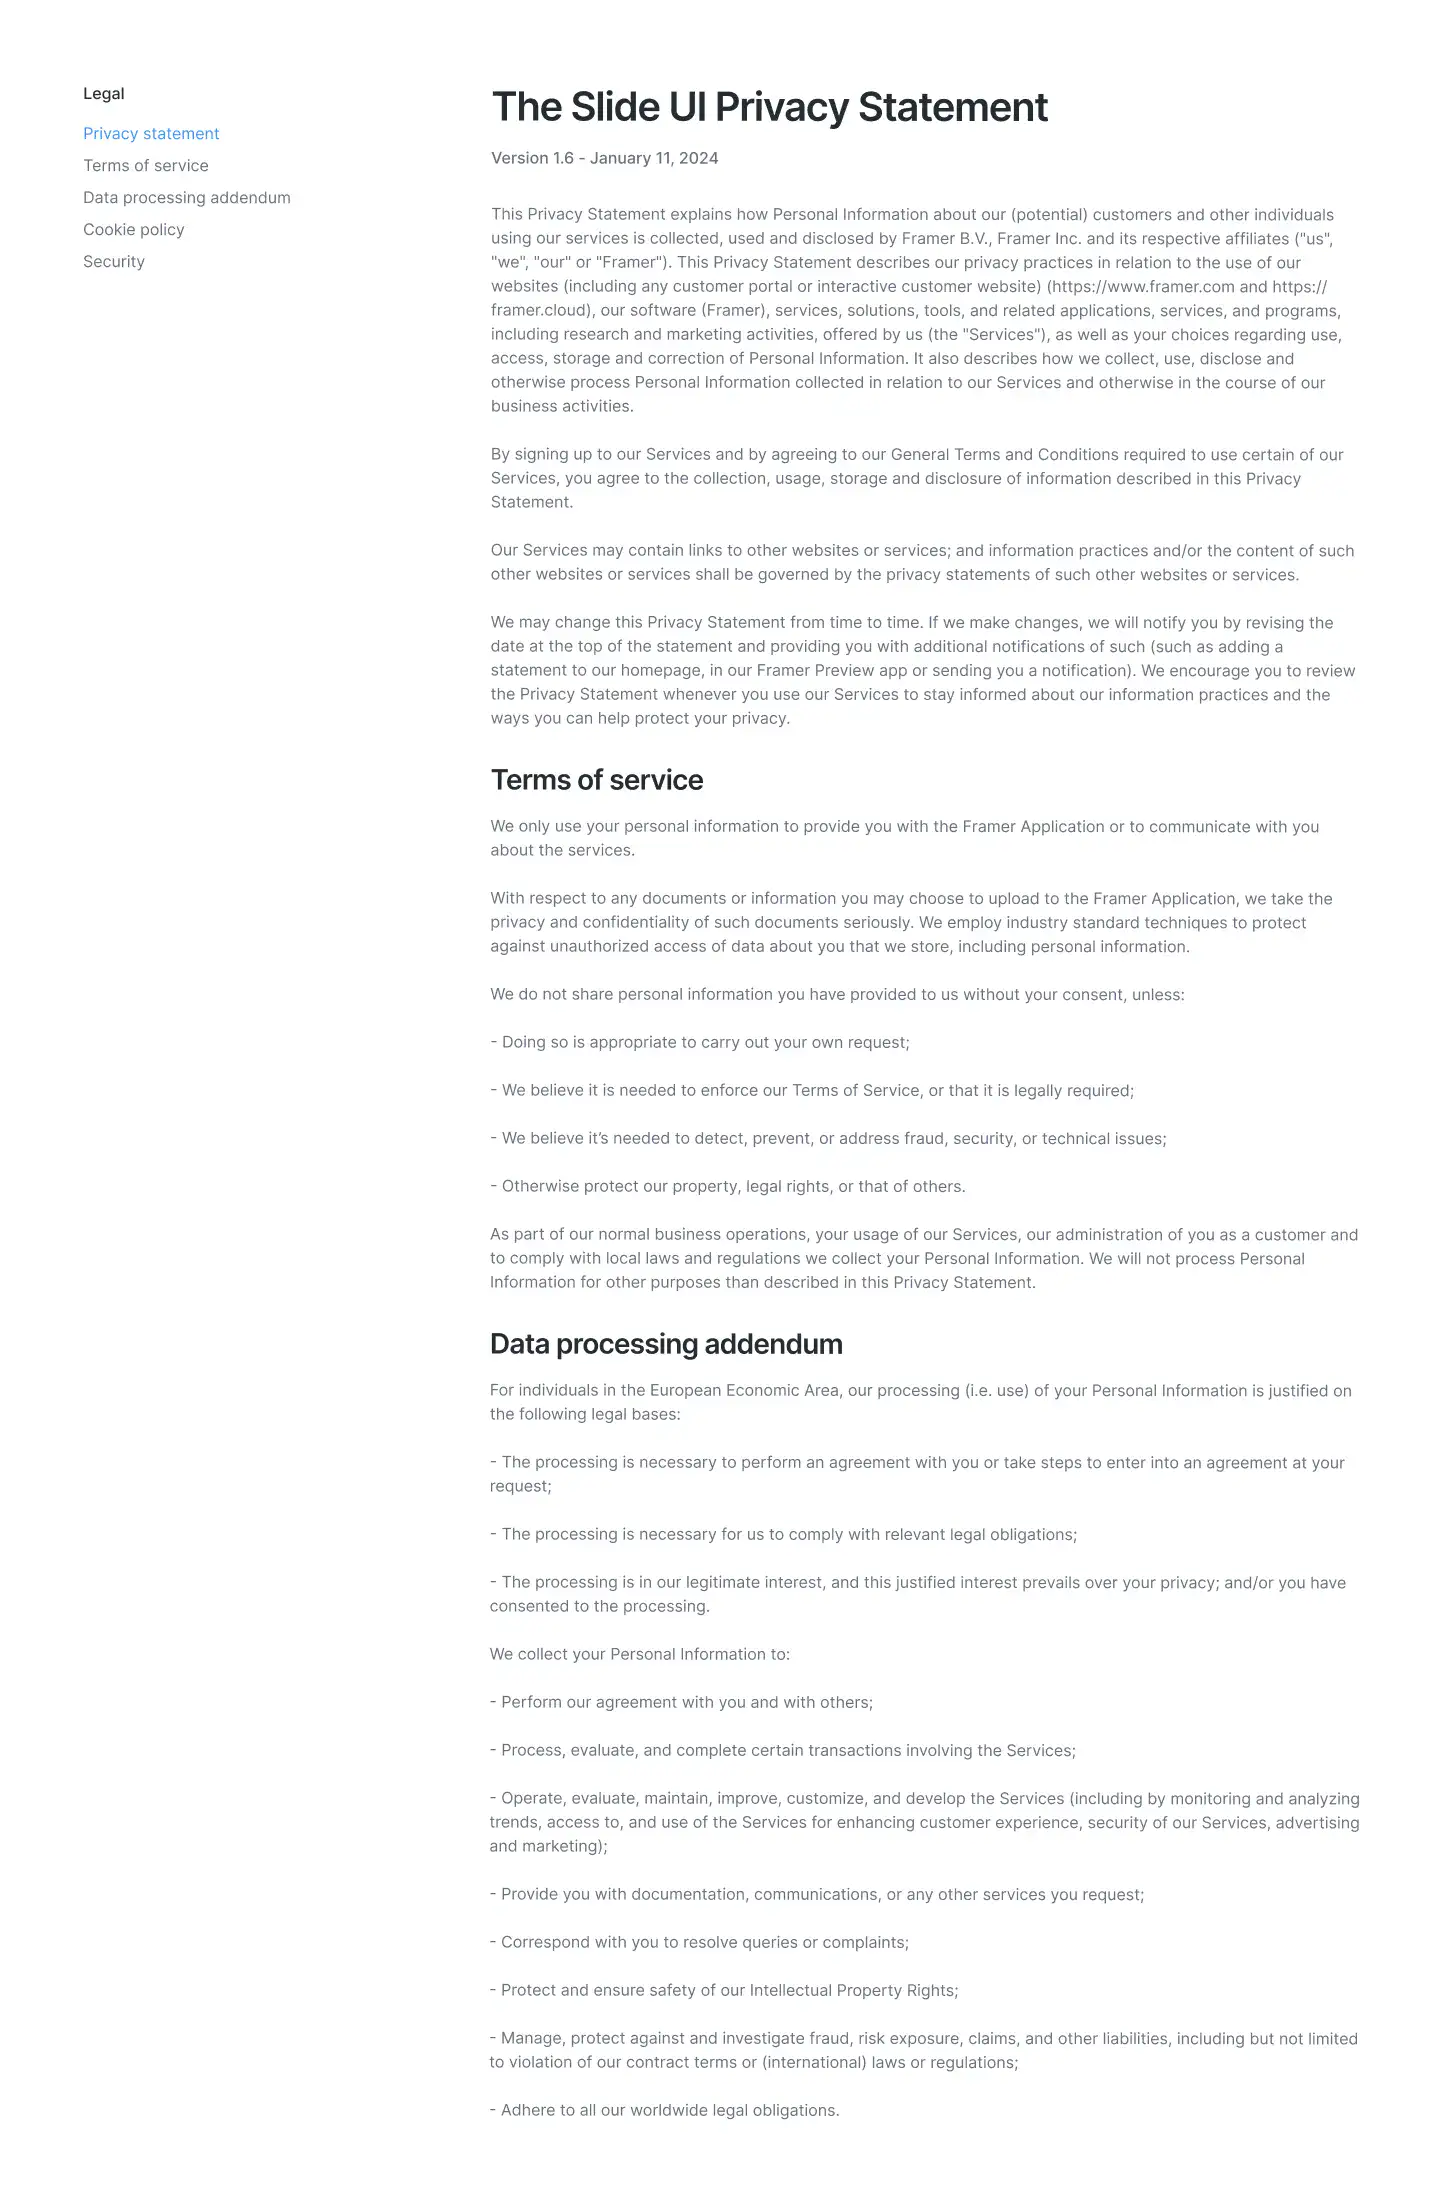 Legal
Privacy statement
Terms of service
Data processing addendum
Cookie policy
Security
The Slide UI Privacy Statement
Version 1.6 - January 11, 2024
This Privacy Statement explains how Personal Information about our (potential) customers and other individuals
using our services is collected, used and disclosed by Framer B.V., Framer Inc. and its respective affiliates ("us",
"we", "our" or "Framer"). This Privacy Statement describes our privacy practices in relation to the use of our
websites (including any customer portal or interactive customer website) (https://www.framer.com and https://
framer.cloud), our software (Framer), services, solutions, tools, and related applications, services, and programs,
including research and marketing activities, offered by us (the "Services"), as well as your choices regarding use,
access, storage and correction of Personal Information. It also describes how we collect, use, disclose and
otherwise process Personal Information collected in relation to our Services and otherwise in the course of our
business activities.
By signing up to our Services and by agreeing to our General Terms and Conditions required to use certain of our
Services, you agree to the collection, usage, storage and disclosure of information described in this Privacy
Statement.
Our Services may contain links to other websites or services; and information practices and/or the content of such
other websites or services shall be governed by the privacy statements of such other websites or services.
We may change this Privacy Statement from time to time. If we make changes, we will notify you by revising the
date at the top of the statement and providing you with additional notifications of such (such as adding a
statement to our homepage, in our Framer Preview app or sending you a notification). We encourage you to review
the Privacy Statement whenever you use our Services to stay informed about our information practices and the
ways you can help protect your privacy.
Terms of service
We only use your personal information to provide you with the Framer Application or to communicate with you
about the services.
With respect to any documents or information you may choose to upload to the Framer Application, we take the
privacy and confidentiality of such documents seriously. We employ industry standard techniques to protect
against unauthorized access of data about you that we store, including personal information.
We do not share personal information you have provided to us without your consent, unless:
- Doing so is appropriate to carry out your own request;
- We believe it is needed to enforce our Terms of Service, or that it is legally required;
- We believe it’s needed to detect, prevent, or address fraud, security, or technical issues;
- Otherwise protect our property, legal rights, or that of others.
As part of our normal business operations, your usage of our Services, our administration of you as a customer and
to comply with local laws and regulations we collect your Personal Information. We will not process Personal
Information for other purposes than described in this Privacy Statement.
Data processing addendum
For individuals in the European Economic Area, our processing (i.e. use) of your Personal Information is justified on
the following legal bases:
- The processing is necessary to perform an agreement with you or take steps to enter into an agreement at your
request;
- The processing is necessary for us to comply with relevant legal obligations;
- The processing is in our legitimate interest, and this justified interest prevails over your privacy; and/or you have
consented to the processing.
We collect your Personal Information to:
- Perform our agreement with you and with others;
- Process, evaluate, and complete certain transactions involving the Services;
- Operate, evaluate, maintain, improve, customize, and develop the Services (including by monitoring and analyzing
trends, access to, and use of the Services for enhancing customer experience, security of our Services, advertising
and marketing);
- Provide you with documentation, communications, or any other services you request;
- Correspond with you to resolve queries or complaints;
- Protect and ensure safety of our Intellectual Property Rights;
- Manage, protect against and investigate fraud, risk exposure, claims, and other liabilities, including but not limited
to violation of our contract terms or (international) laws or regulations;
- Adhere to all our worldwide legal obligations.